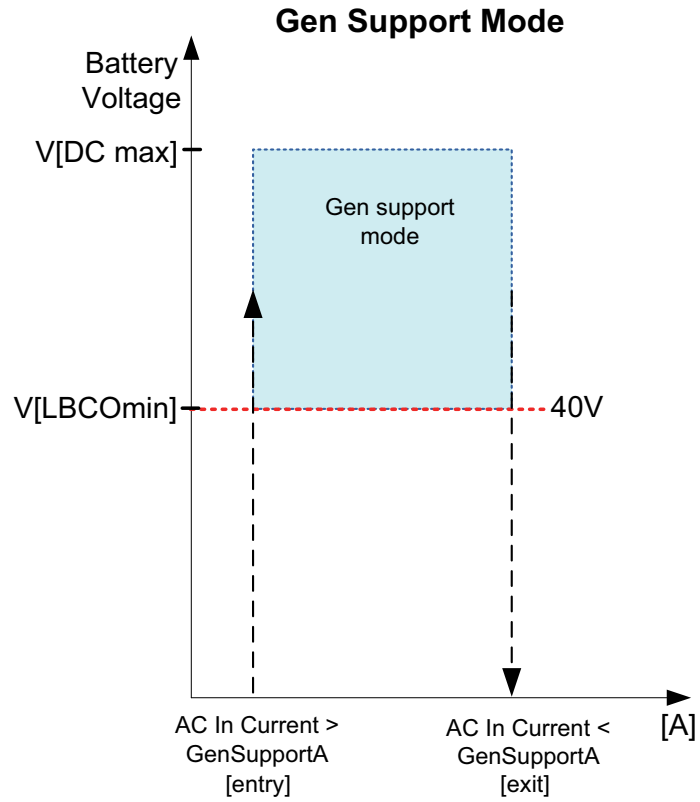 Gen Support Mode
Battery
Voltage
V[DC max]
Gen support
mode
V[LBCOmin]
40V
[A]
AC In Current >
GenSupportA
[entry]
AC In Current <
GenSupportA
[exit]